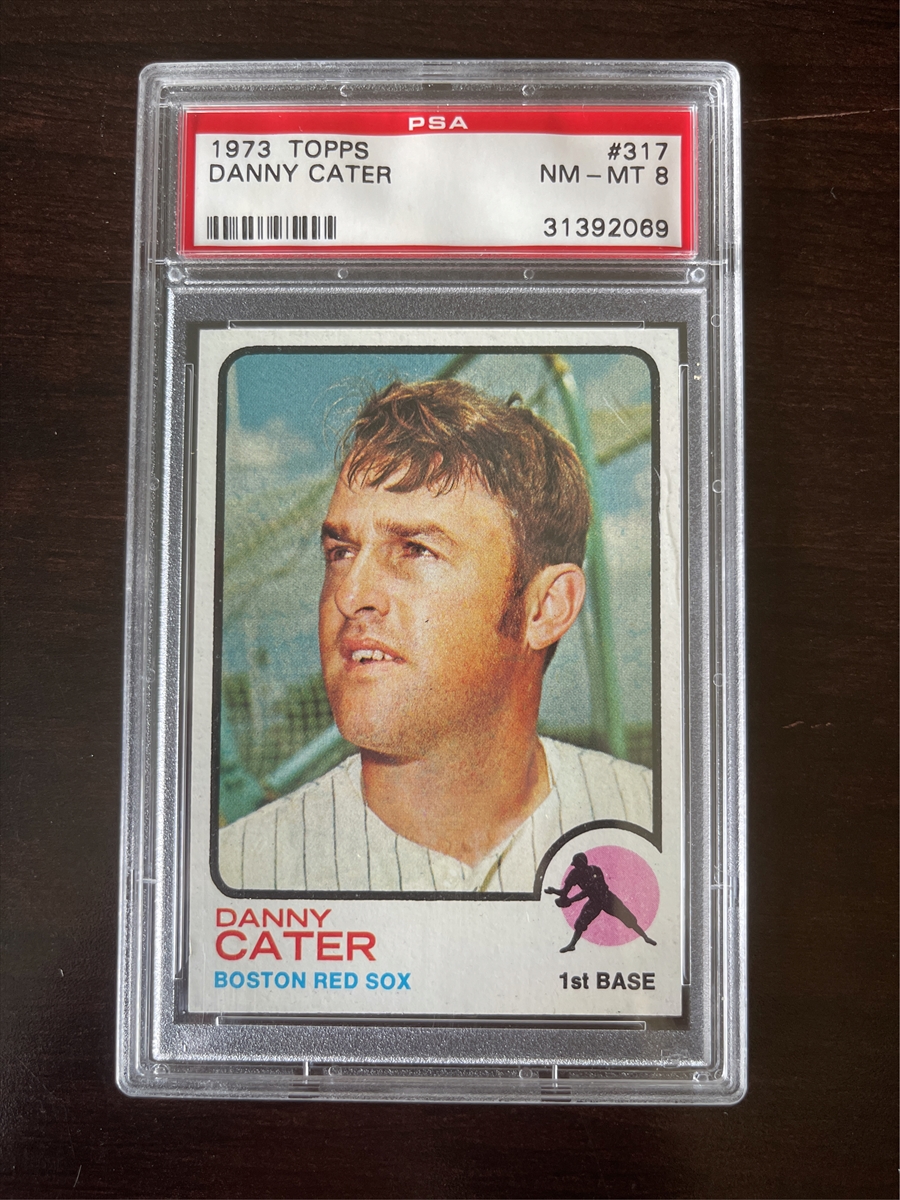 PSA
1973 TOPPS #317
DANNY CATER NM-MT 8
31392069
DANNY
CATER
BOSTON RED SOX 1st BASE